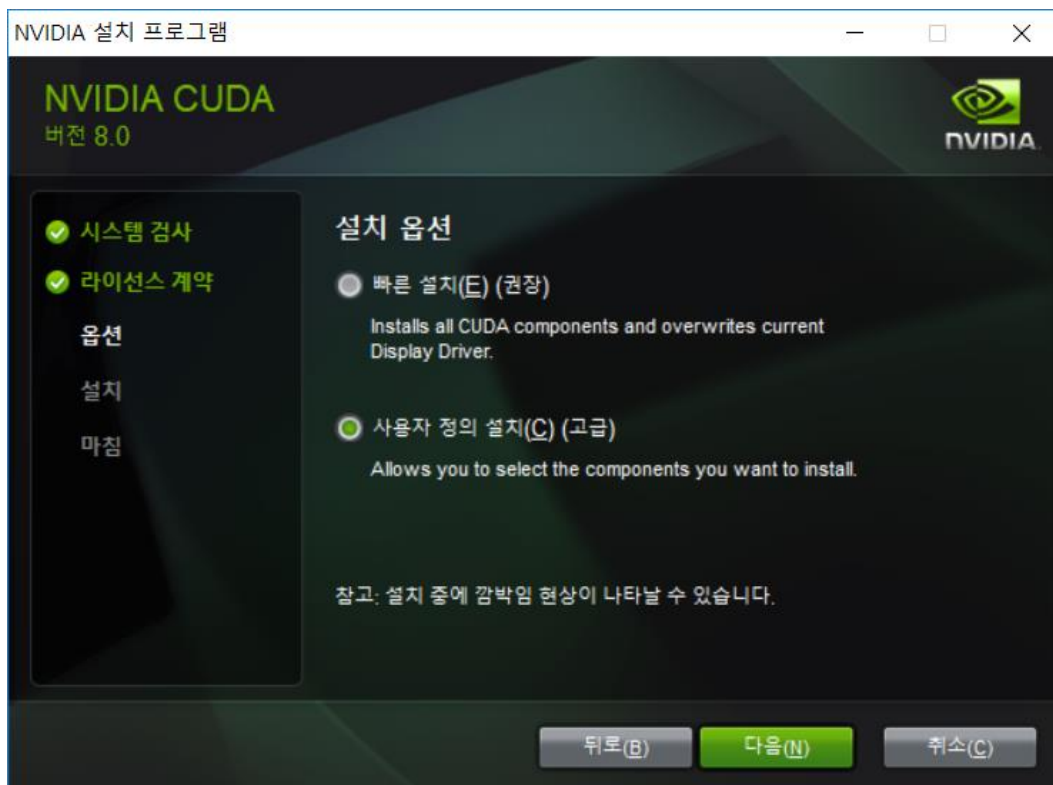 NVIDIA 설치 프로그램
NVIDIA CUDA
버전 8.0
NVIDIA.
시스템 검사
라이선스 계약
옵션
설치
마침
설치 옵션
빠른 설치(E) (권장)
Installs all CUDA components and overwrites current
Display Driver.
사용자 정의 설치(C) (고급)
Allows you to select the components you want to install.
참고: 설치 중에 깜박임 현상이 나타날 수 있습니다.
뒤로(B)
다음(N)
취소(C)